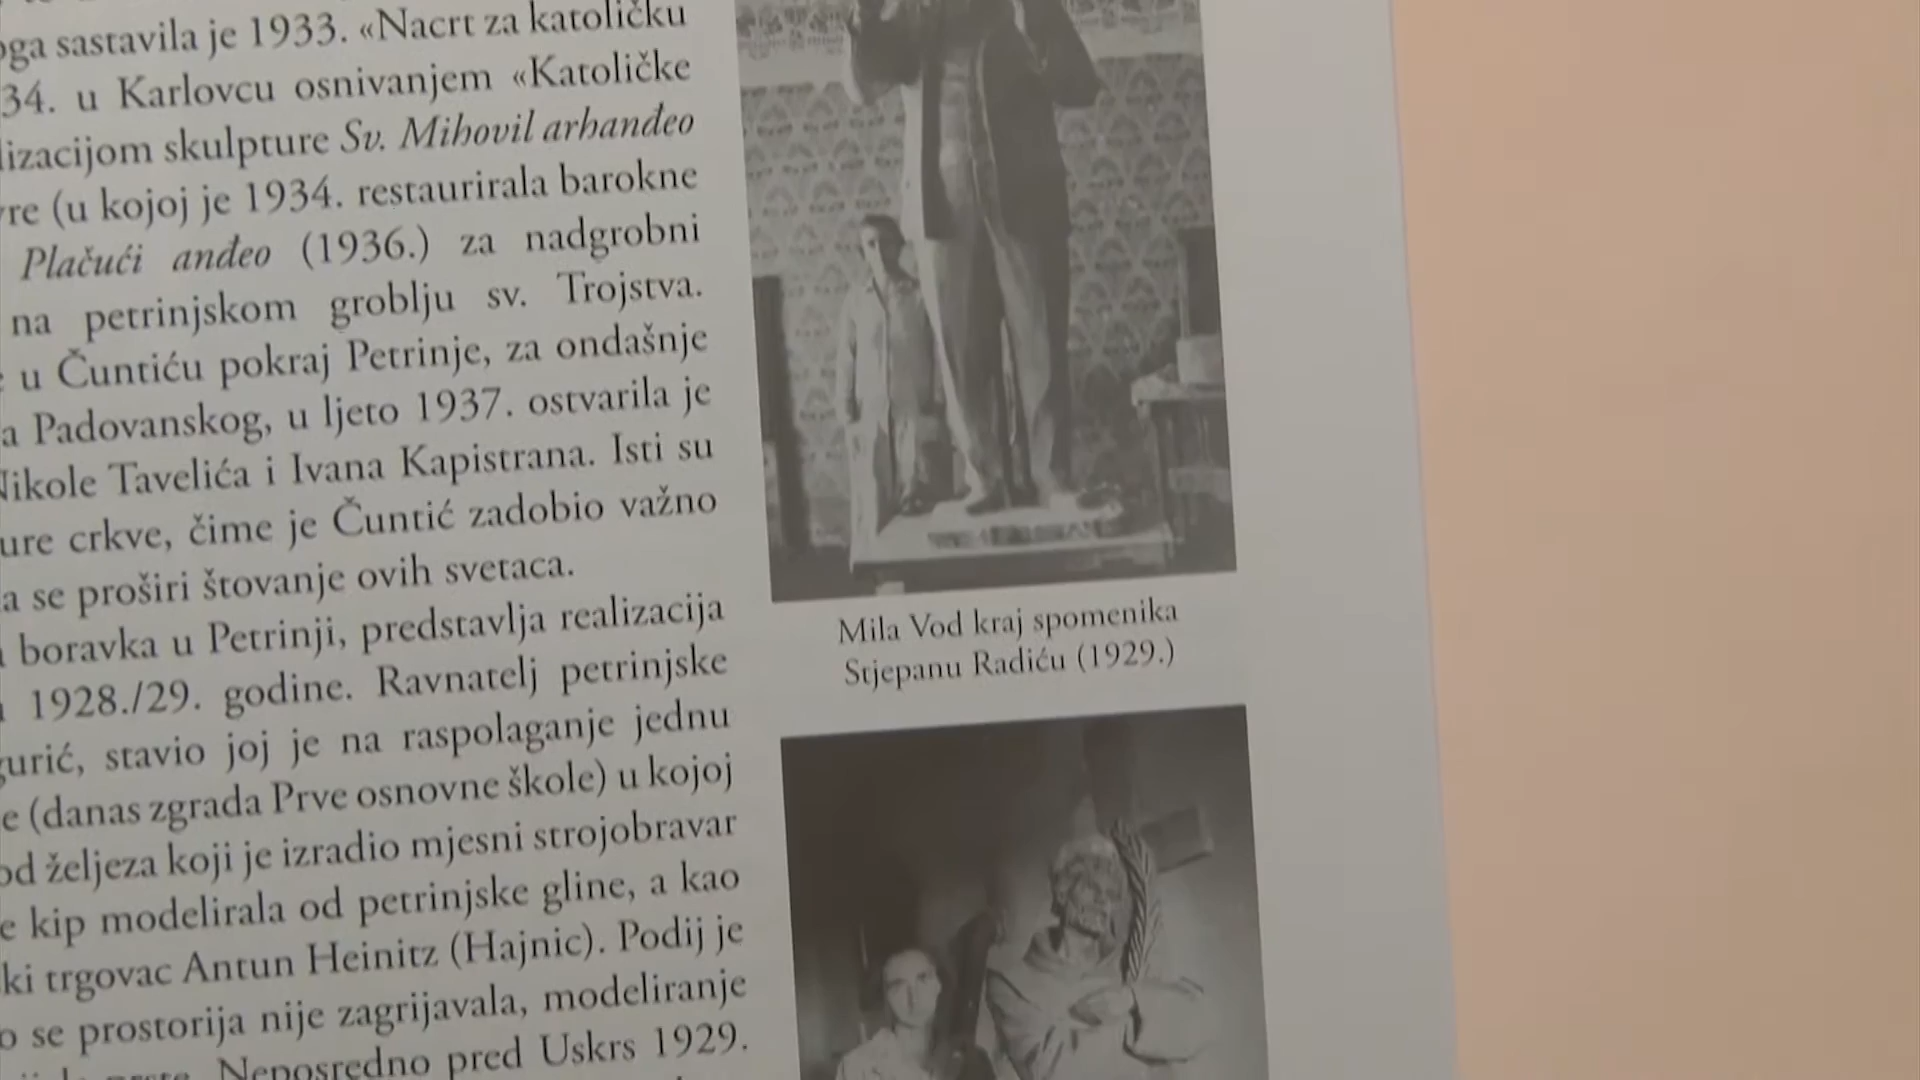 sastavila je 1933. «Nacrt za katoličku
34. u Karlovcu osnivanjem «Katoličke
lizacijom skulpture Sv. Mihovil arhanđeo
re (u kojoj je 1934. restaurirala barokne
Plačući anđeo (1936.) za nadgrobni
na petrinjskom groblju sv. Trojstva.
u Čuntiću pokraj Petrinje, za ondašnje
a Padovanskog, u ljeto 1937. ostvarila je
Nikole Tavelića i Ivana Kapistrana. Isti su
ure crkve, čime je Čuntić zadobio važno
a se proširi štovanje ovih svetaca.
boravka u Petrinji, predstavlja realizacija
1928./29. godine. Ravnatelj petrinjske
gurić, stavio joj je na raspolaganje jednu
e (danas zgrada Prve osnovne škole) u kojoj
od željeza koji je izradio mjesni strojobravar
e kip modelirala od petrinjske gline, a kao
ki trgovac Antun Heinitz (Hajnic). Podij je
o se prostorija nije zagrijavala, modeliranje
Neposredno pred Uskrs 1929.
Mila Vod kraj spomenika
Stjepanu Radiću (1929.)